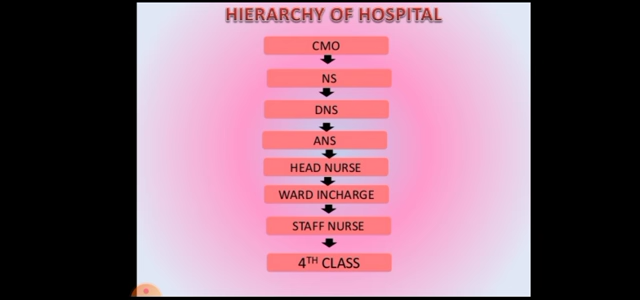 HIERARCHY OF HOSPITAL
CMO
NS
DNS
ANS
HEAD NURSE
WARD INCHARGE
STAFF NURSE
4TH CLASS